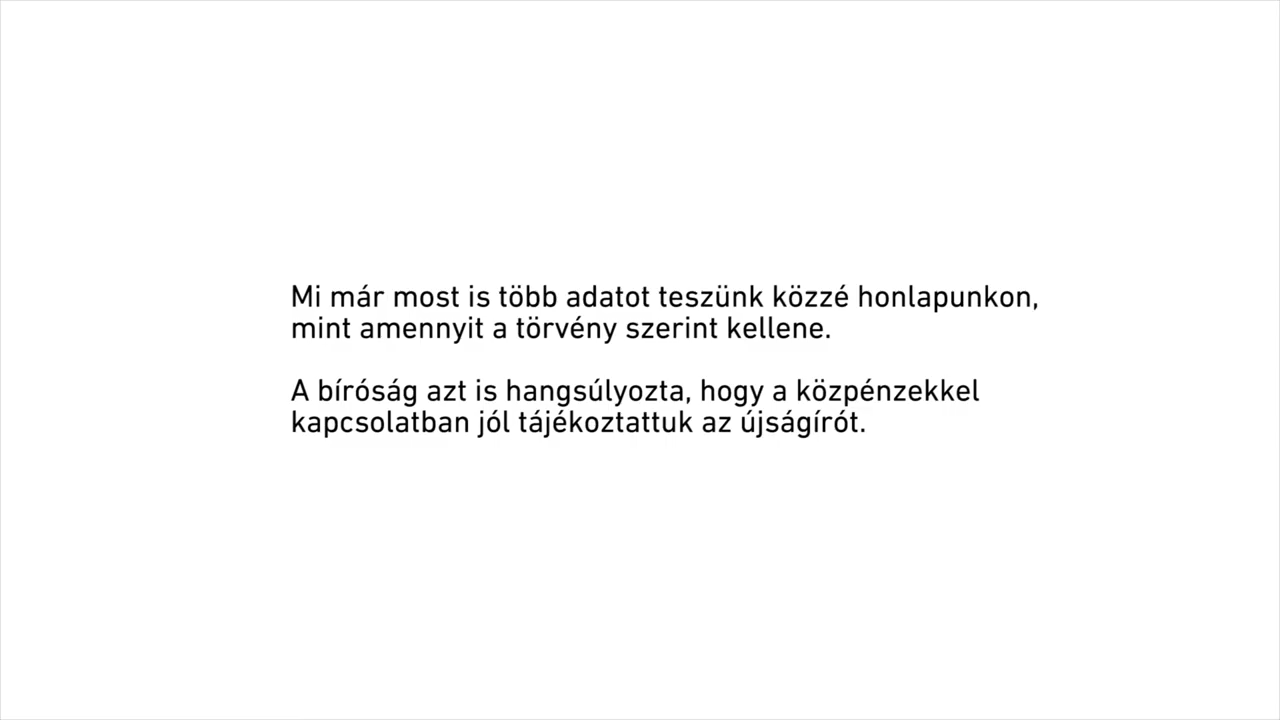 Mi már most is több adatot teszünk közzé honlapunkon,
mint amennyit a törvény szerint kellene.
A bíróság azt is hangsúlyozta, hogy a közpénzekkel
kapcsolatban jól tájékoztattuk az újságírót.